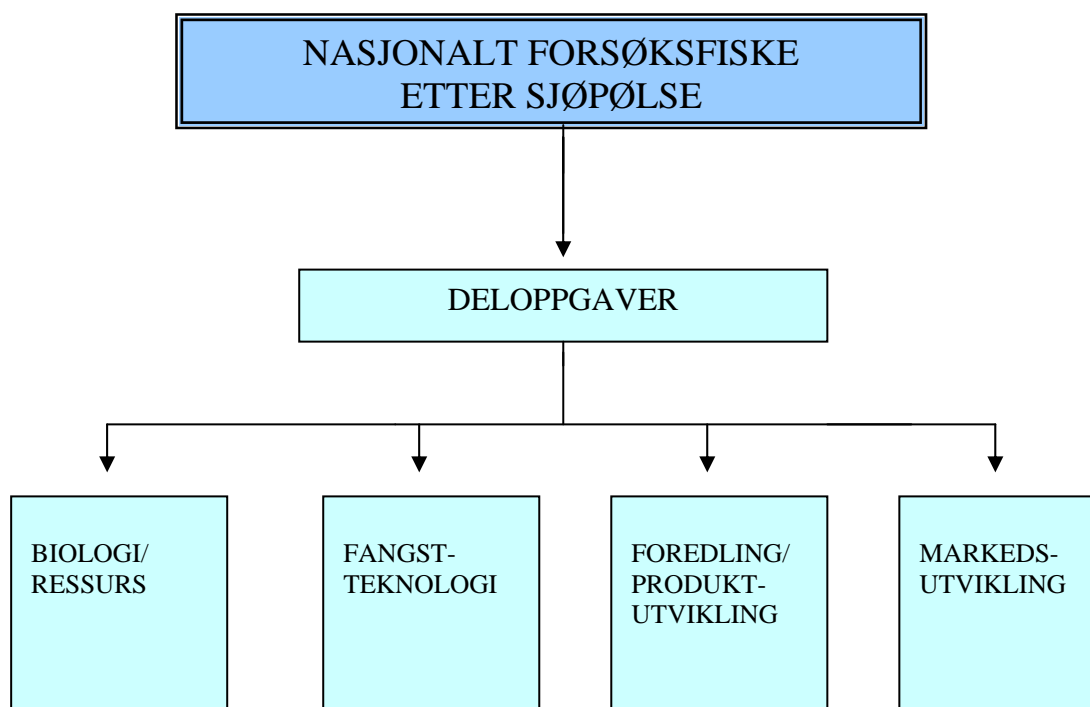 NASJONALT FORSØKSFISKE
ETTER SJØPØLSE
DELOPPGAVER
BIOLOGI/
RESSURS
FANGST-
TEKNOLOGI
FOREDLING/
PRODUKT-
UTVIKLING
MARKEDS-
UTVIKLING